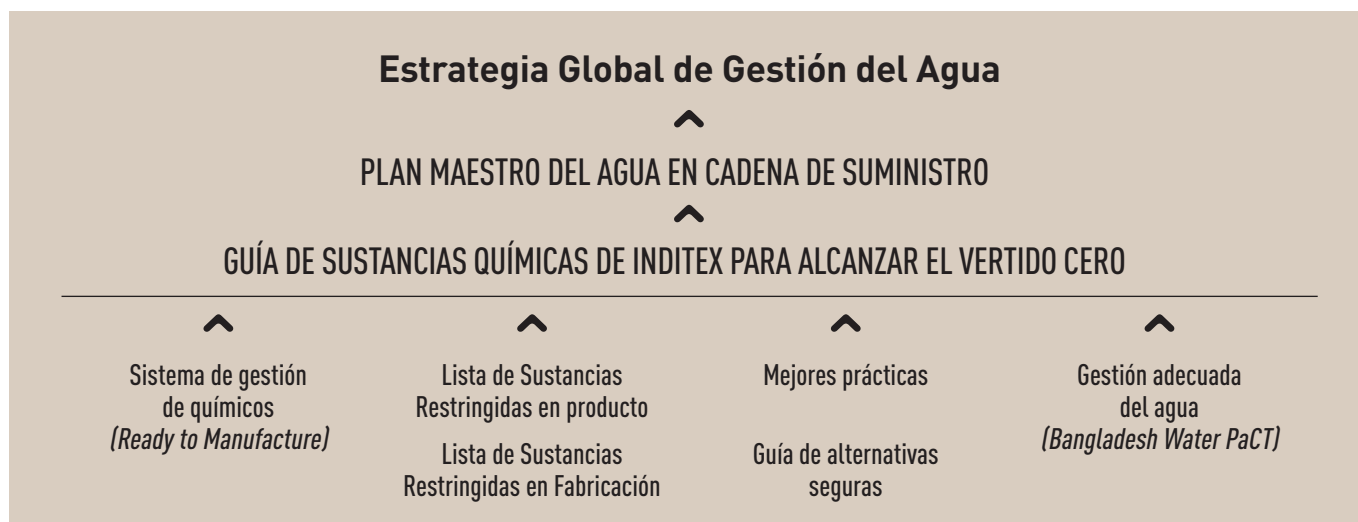 Estrategia Global de Gestión del Agua
PLAN MAESTRO DEL AGUA EN CADENA DE SUMINISTRO
GUÍA DE SUSTANCIAS QUÍMICAS DE INDITEX PARA ALCANZAR EL VERTIDO CERO
Sistema de gestión
de químicos
(Ready to Manufacture)
Lista de Sustancias
Restringidas en producto
Lista de Sustancias
Restringidas en Fabricación
Mejores prácticas
Guía de alternativas
seguras
Gestión adecuada
del agua
(Bangladesh Water PaCT)